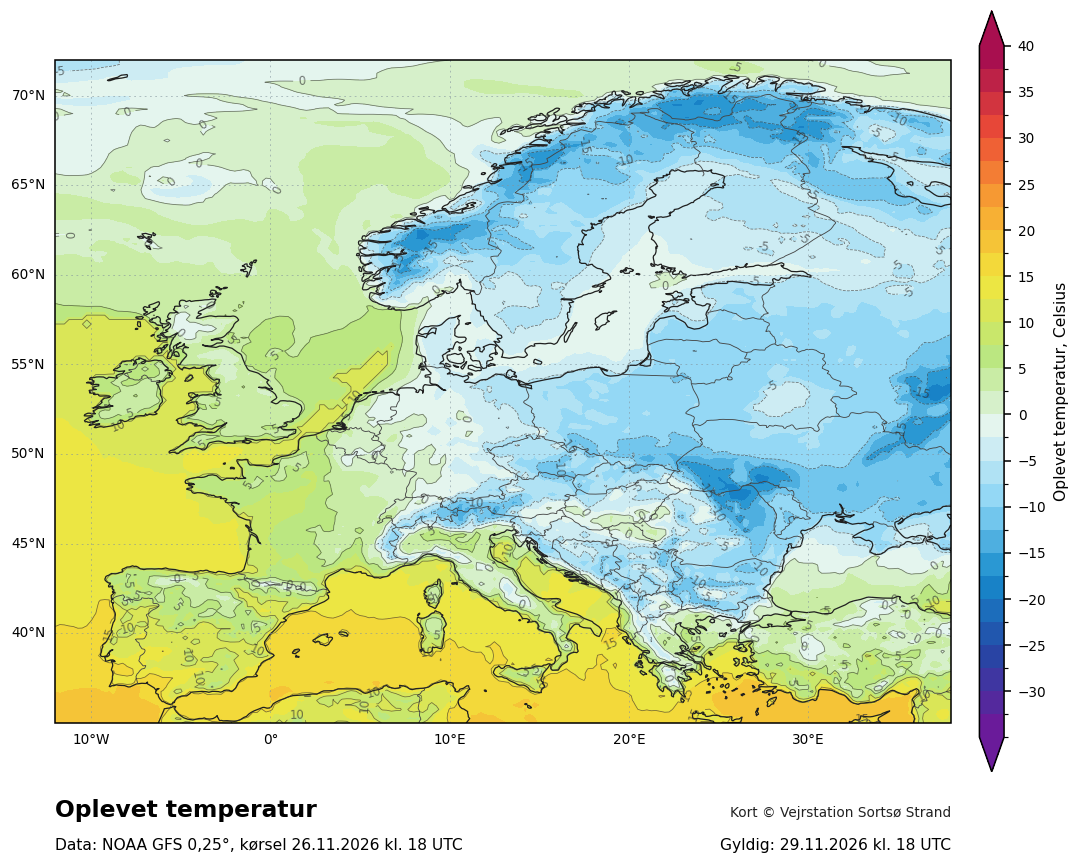 70°N
65°N
60°N
55°N
50°N
45°N
40°N
10°W
0°
10°E
20°E
30°E
40
35
30
25
20
15
10
5
0
−5
−10
−15
−20
−25
−30
Oplevet temperatur, Celsius
Oplevet temperatur
Kort © Vejrstation Sortsø Strand
Data: NOAA GFS 0,25°, kørsel 26.11.2026 kl. 18 UTC
Gyldig: 29.11.2026 kl. 18 UTC